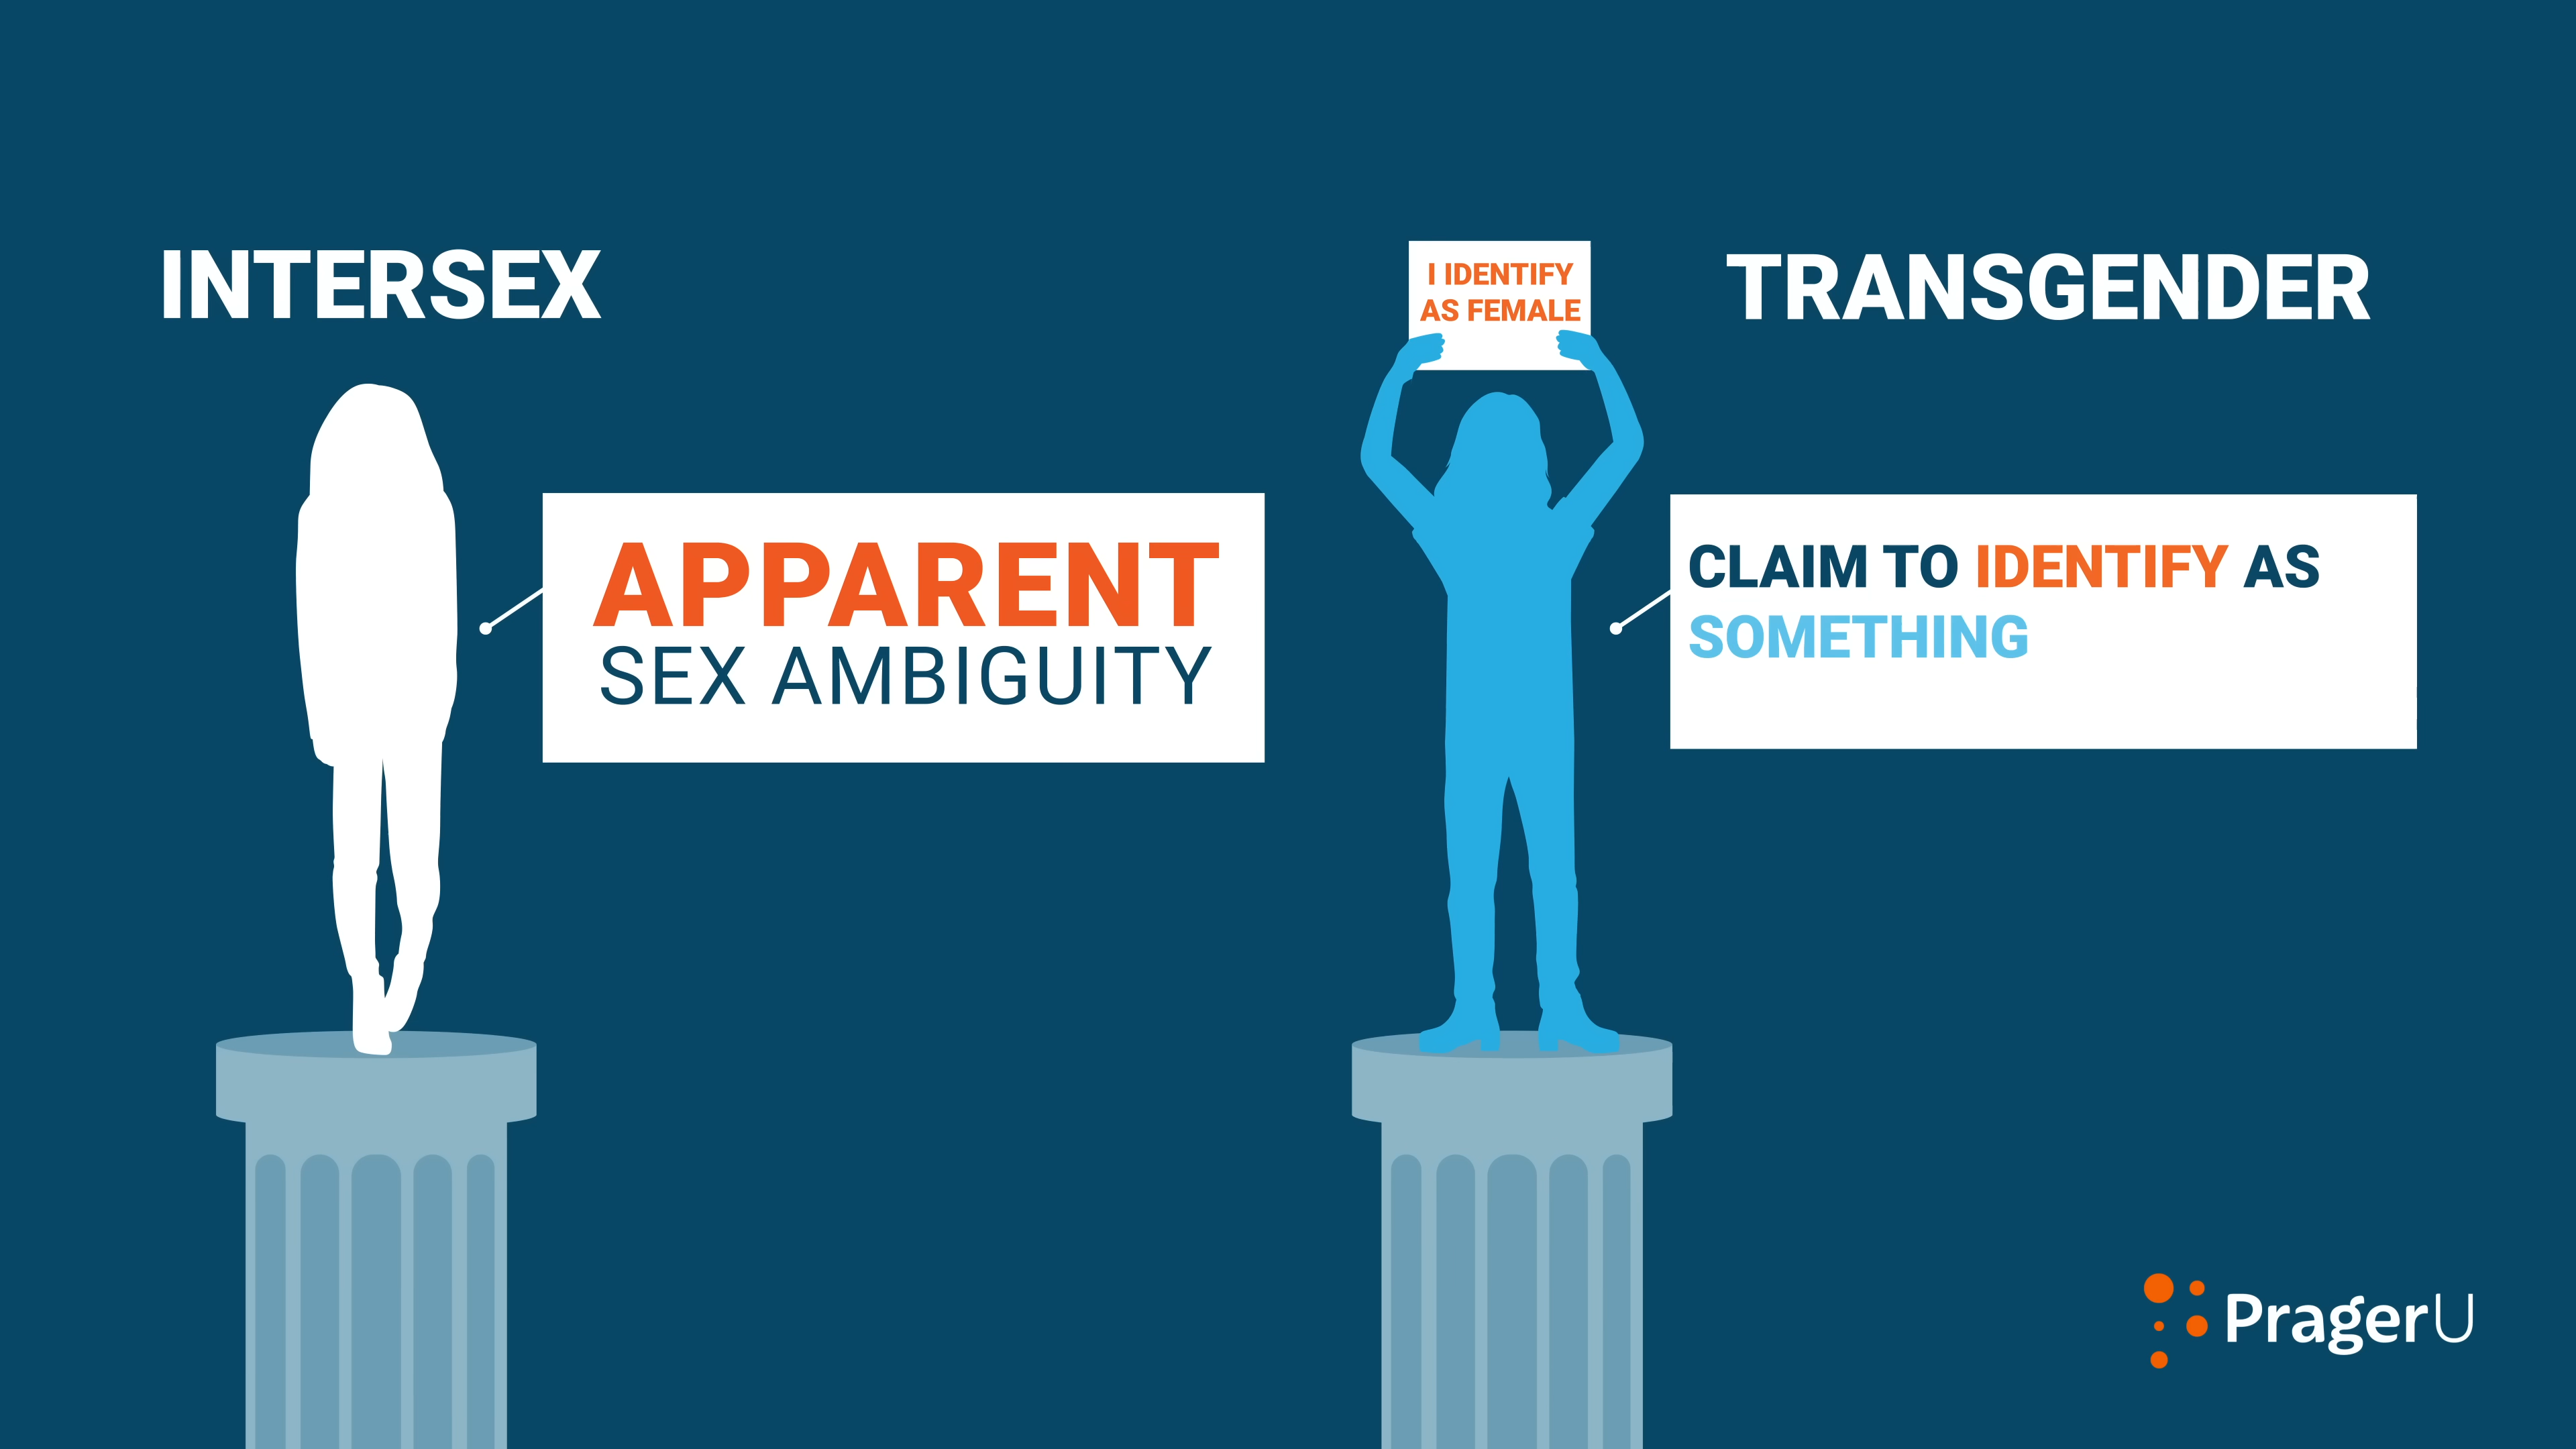 INTERSEX
APPARENT
SEX AMBIGUITY
I IDENTIFY
AS FEMALE
TRANSGENDER
CLAIM TO IDENTIFY AS
SOMETHING
PragerU